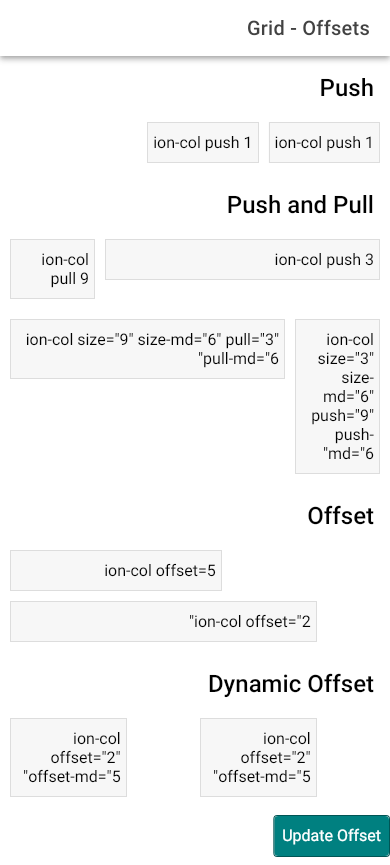 Grid - Offsets
Push
ion-col push 1
ion-col push 1
Push and Pull
ion-col
pull 9
ion-col push 3
ion-col size="9" size-md="6" pull="3"
"pull-md="6
ion-col
size="3"
size-
md="6"
push="9"
push-
"md="6
Offset
ion-col offset=5
"ion-col offset="2
Dynamic Offset
ion-col
offset="2"
"offset-md="5
ion-col
offset="2"
"offset-md="5
Update Offset